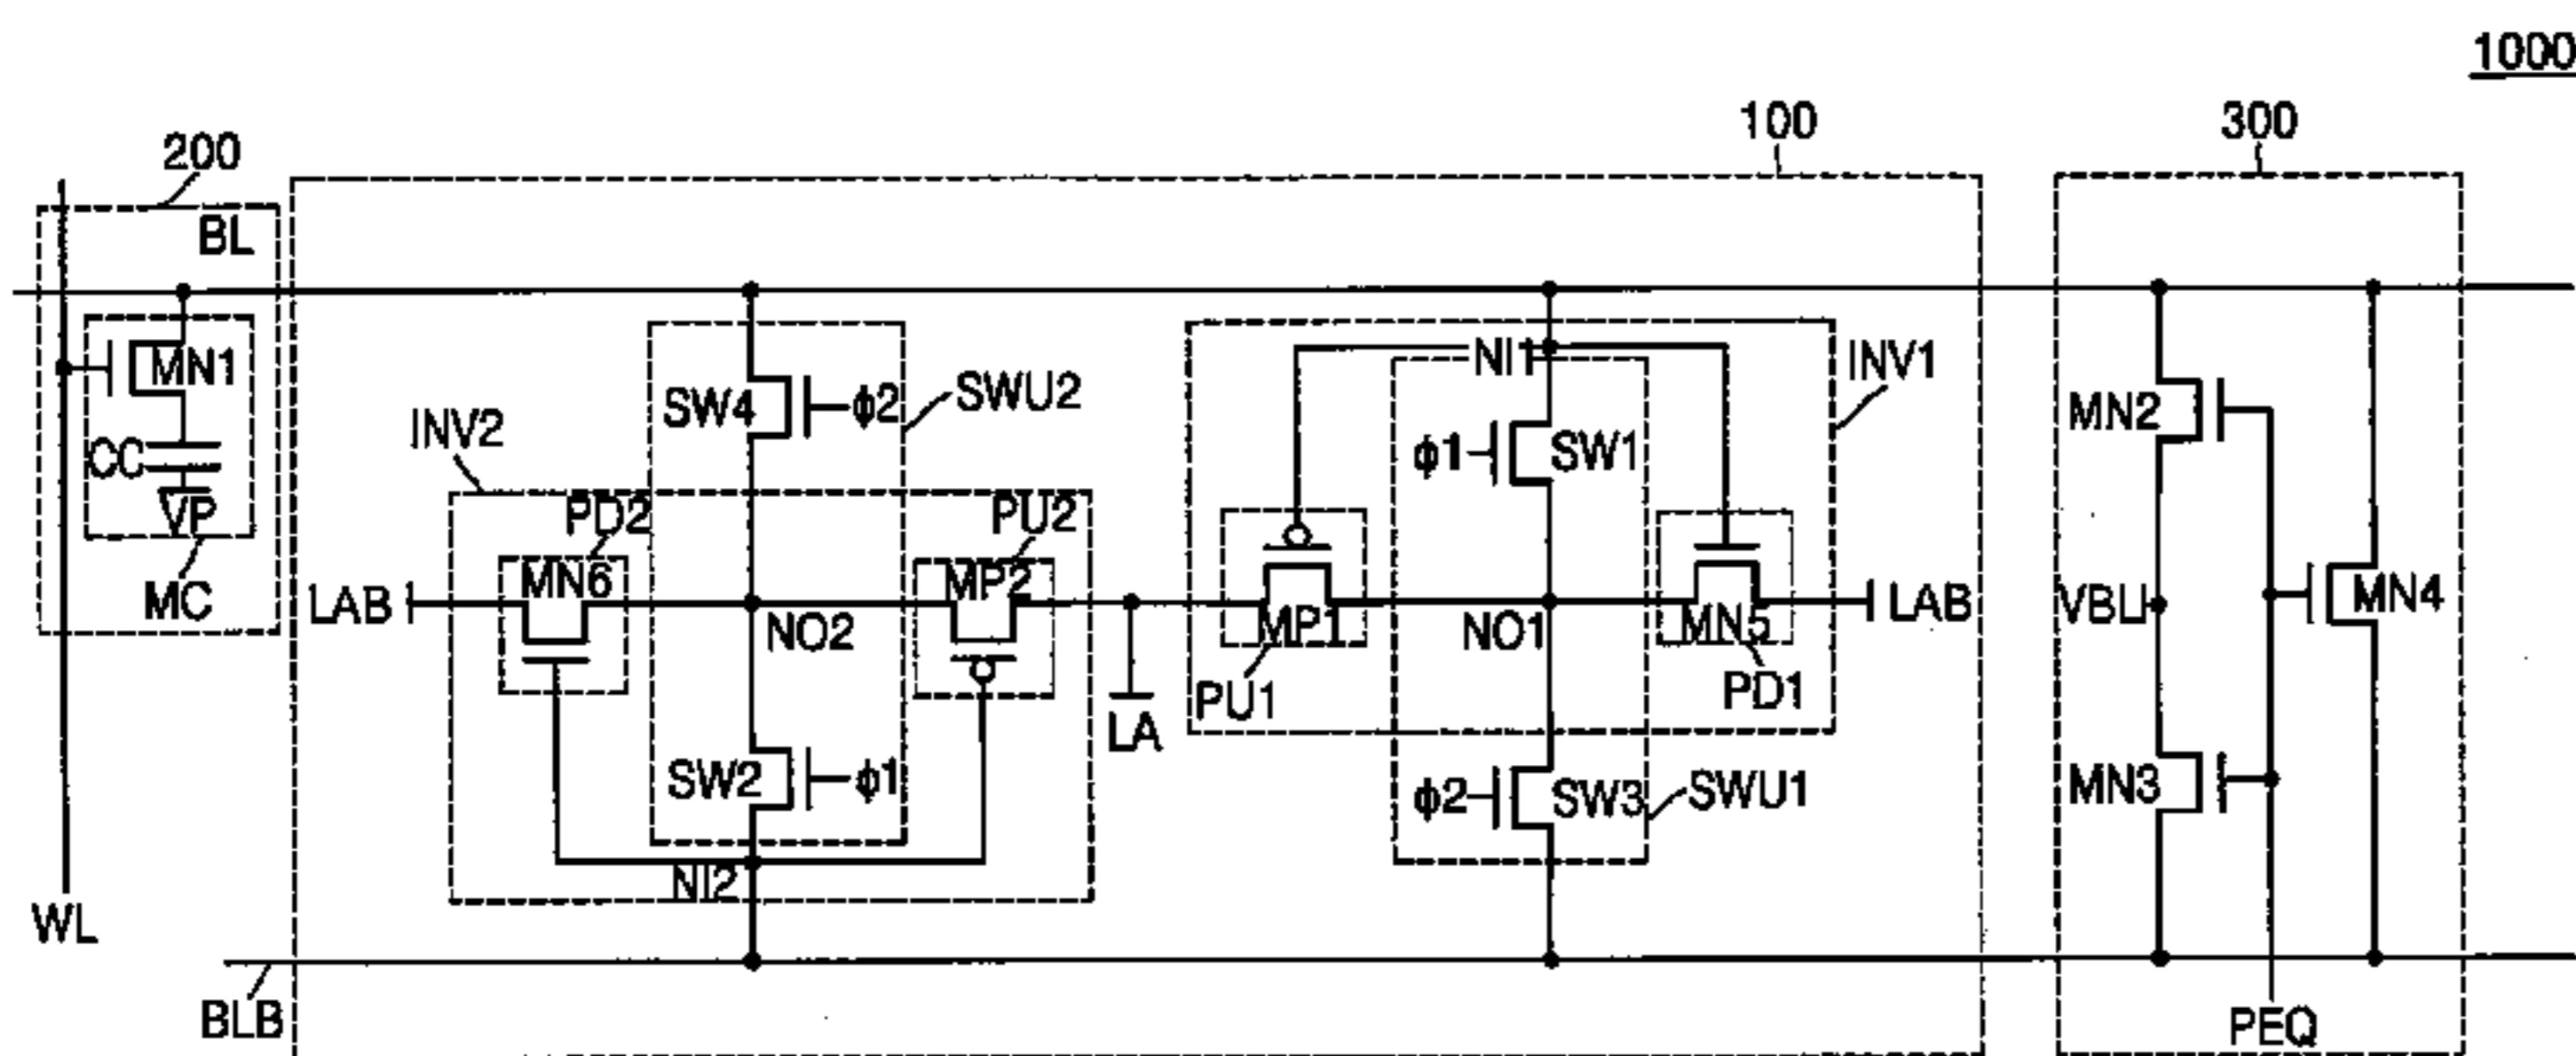 1000
200
100
300
BL
MN1
CC
VP
MC
WL
BLB
INV2
SW4
ϕ2
SWU2
PD2
PU2
MN6
MP2
LAB
NO2
SW2
ϕ1
NI2
LA
NI1
INV1
ϕ1
SW1
MP1
NO1
MN5
LAB
PU1
PD1
ϕ2
SW3
SWU1
MN2
VBL
MN4
MN3
PEQ